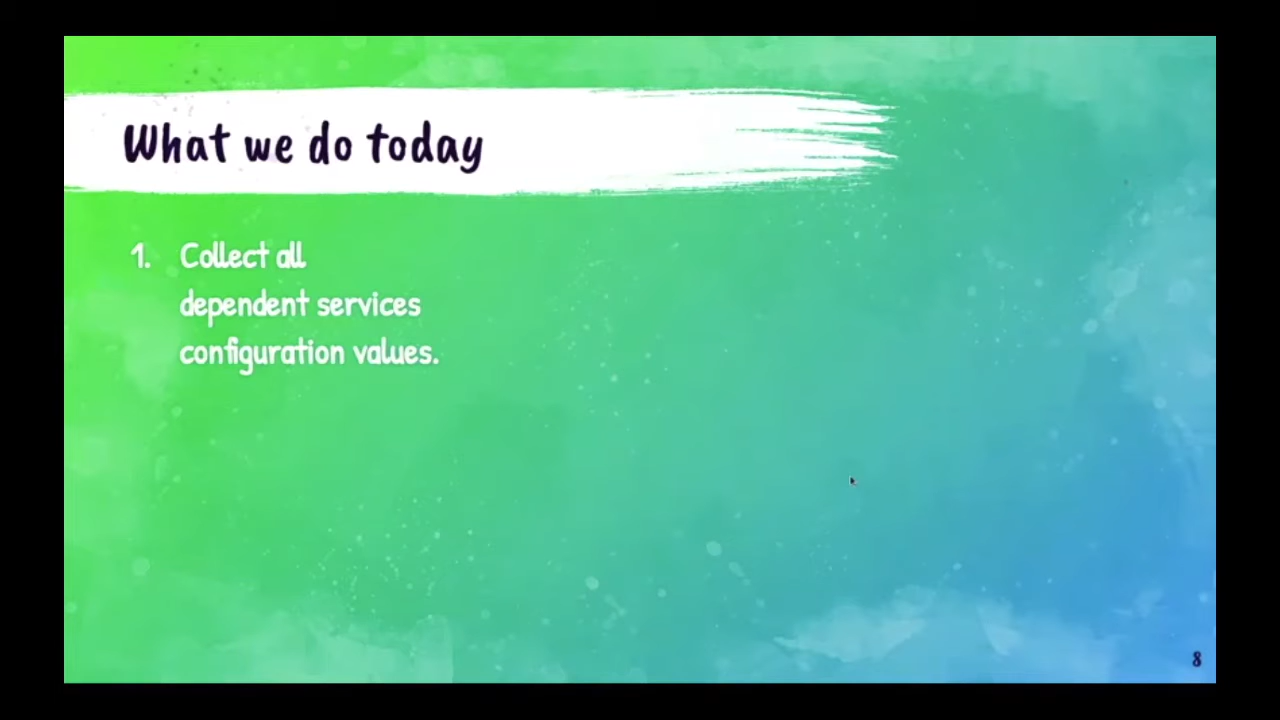 What we do today
1. Collect all
dependent services
configuration values.
8